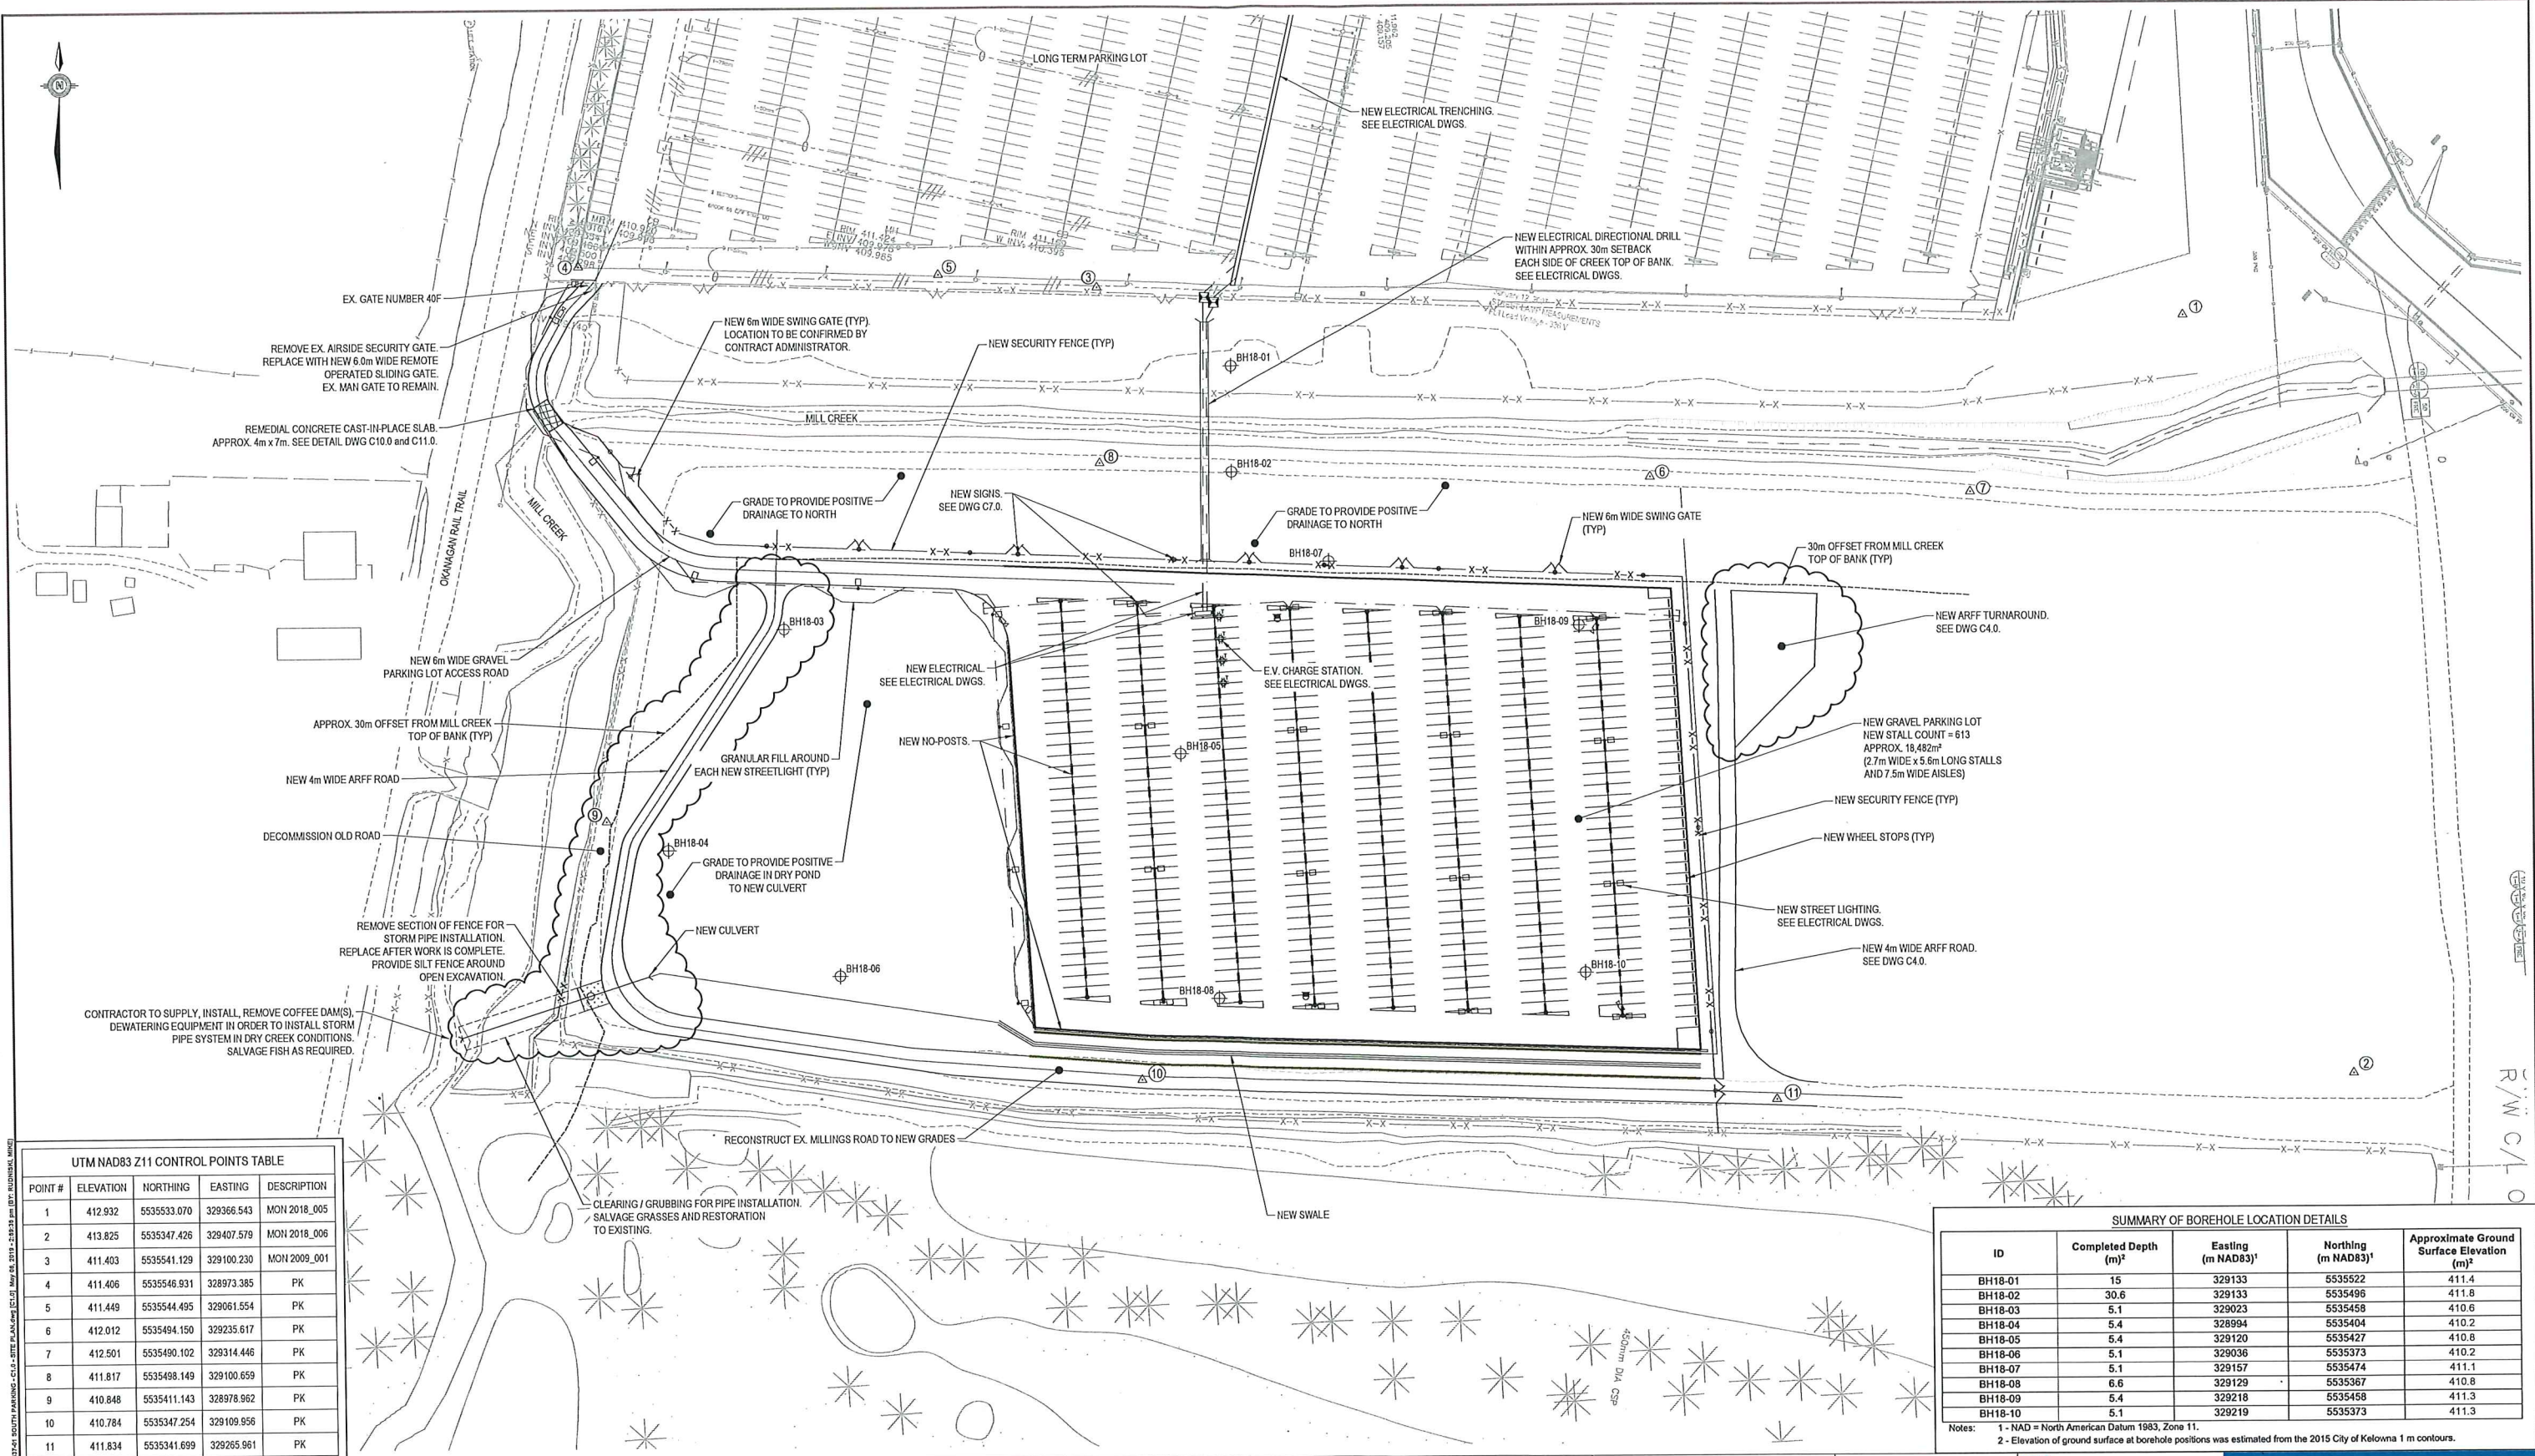 LONG TERM PARKING LOT
NEW ELECTRICAL TRENCHING.
SEE ELECTRICAL DWGS.
NEW ELECTRICAL DIRECTIONAL DRILL
WITHIN APPROX. 30m SETBACK
EACH SIDE OF CREEK TOP OF BANK.
SEE ELECTRICAL DWGS.
4
5
3
1
EX. GATE NUMBER 40F
REMOVE EX. AIRSIDE SECURITY GATE.
REPLACE WITH NEW 6.0m WIDE REMOTE
OPERATED SLIDING GATE.
EX. MAN GATE TO REMAIN.
NEW 6m WIDE SWING GATE (TYP)
LOCATION TO BE CONFIRMED BY
CONTRACT ADMINISTRATOR.
NEW SECURITY FENCE (TYP)
BH18-01
REMEDIAL CONCRETE CAST-IN-PLACE SLAB.
APPROX. 4m x 7m. SEE DETAIL DWG C10.0 and C11.0.
MILL CREEK
8
BH18-02
6
7
OKANAGAN RAIL TRAIL
MILL CREEK
GRADE TO PROVIDE POSITIVE
DRAINAGE TO NORTH
NEW SIGNS.
SEE DWG C7.0.
GRADE TO PROVIDE POSITIVE
DRAINAGE TO NORTH
NEW 6m WIDE SWING GATE
(TYP)
BH18-07
30m OFFSET FROM MILL CREEK
TOP OF BANK (TYP)
BH18-03
BH18-09
NEW ARFF TURNAROUND.
SEE DWG C4.0.
NEW 6m WIDE GRAVEL
PARKING LOT ACCESS ROAD
NEW ELECTRICAL.
SEE ELECTRICAL DWGS.
E.V. CHARGE STATION.
SEE ELECTRICAL DWGS.
APPROX. 30m OFFSET FROM MILL CREEK
TOP OF BANK (TYP)
NEW NO-POSTS.
BH18-05
NEW GRAVEL PARKING LOT
NEW STALL COUNT = 613
APPROX. 18,482m²
(2.7m WIDE x 5.6m LONG STALLS
AND 7.5m WIDE AISLES)
GRANULAR FILL AROUND
EACH NEW STREETLIGHT (TYP)
NEW 4m WIDE ARFF ROAD
NEW SECURITY FENCE (TYP)
9
DECOMMISSION OLD ROAD
BH18-04
NEW WHEEL STOPS (TYP)
GRADE TO PROVIDE POSITIVE
DRAINAGE IN DRY POND
TO NEW CULVERT
REMOVE SECTION OF FENCE FOR
STORM PIPE INSTALLATION.
REPLACE AFTER WORK IS COMPLETE.
PROVIDE SILT FENCE AROUND
OPEN EXCAVATION.
NEW CULVERT
NEW STREET LIGHTING.
SEE ELECTRICAL DWGS.
BH18-06
BH18-08
BH18-10
NEW 4m WIDE ARFF ROAD.
SEE DWG C4.0.
CONTRACTOR TO SUPPLY, INSTALL, REMOVE COFFEE DAM(S),
DEWATERING EQUIPMENT IN ORDER TO INSTALL STORM
PIPE SYSTEM IN DRY CREEK CONDITIONS.
SALVAGE FISH AS REQUIRED.
10
11
2
R/W C/L
RECONSTRUCT EX. MILLINGS ROAD TO NEW GRADES
CLEARING / GRUBBING FOR PIPE INSTALLATION.
SALVAGE GRASSES AND RESTORATION
TO EXISTING.
NEW SWALE
450mm DIA CSP
UTM NAD83 Z11 CONTROL POINTS TABLE
POINT # ELEVATION NORTHING EASTING DESCRIPTION
1 412.932 5535533.070 329366.543 MON 2018_005
2 413.825 5535347.426 329407.579 MON 2018_006
3 411.403 5535541.129 329100.230 MON 2009_001
4 411.406 5535546.931 328973.385 PK
5 411.449 5535544.495 329061.554 PK
6 412.012 5535494.150 329235.617 PK
7 412.501 5535490.102 329314.446 PK
8 411.817 5535498.149 329100.659 PK
9 410.848 5535411.143 328978.962 PK
10 410.784 5535347.254 329109.956 PK
11 411.834 5535341.699 329265.961 PK
SUMMARY OF BOREHOLE LOCATION DETAILS
ID Completed Depth (m)² Easting (m NAD83)¹ Northing (m NAD83)¹ Approximate Ground Surface Elevation (m)²
BH18-01 15 329133 5535522 411.4
BH18-02 30.6 329133 5535496 411.8
BH18-03 5.1 329023 5535458 410.6
BH18-04 5.4 328994 5535404 410.2
BH18-05 5.4 329120 5535427 410.8
BH18-06 5.1 329036 5535373 410.2
BH18-07 5.1 329157 5535474 411.1
BH18-08 6.6 329129 5535367 410.8
BH18-09 5.4 329218 5535458 411.3
BH18-10 5.1 329219 5535373 411.3
Notes: 1 - NAD = North American Datum 1983, Zone 11.
2 - Elevation of ground surface at borehole positions was estimated from the 2015 City of Kelowna 1 m contours.